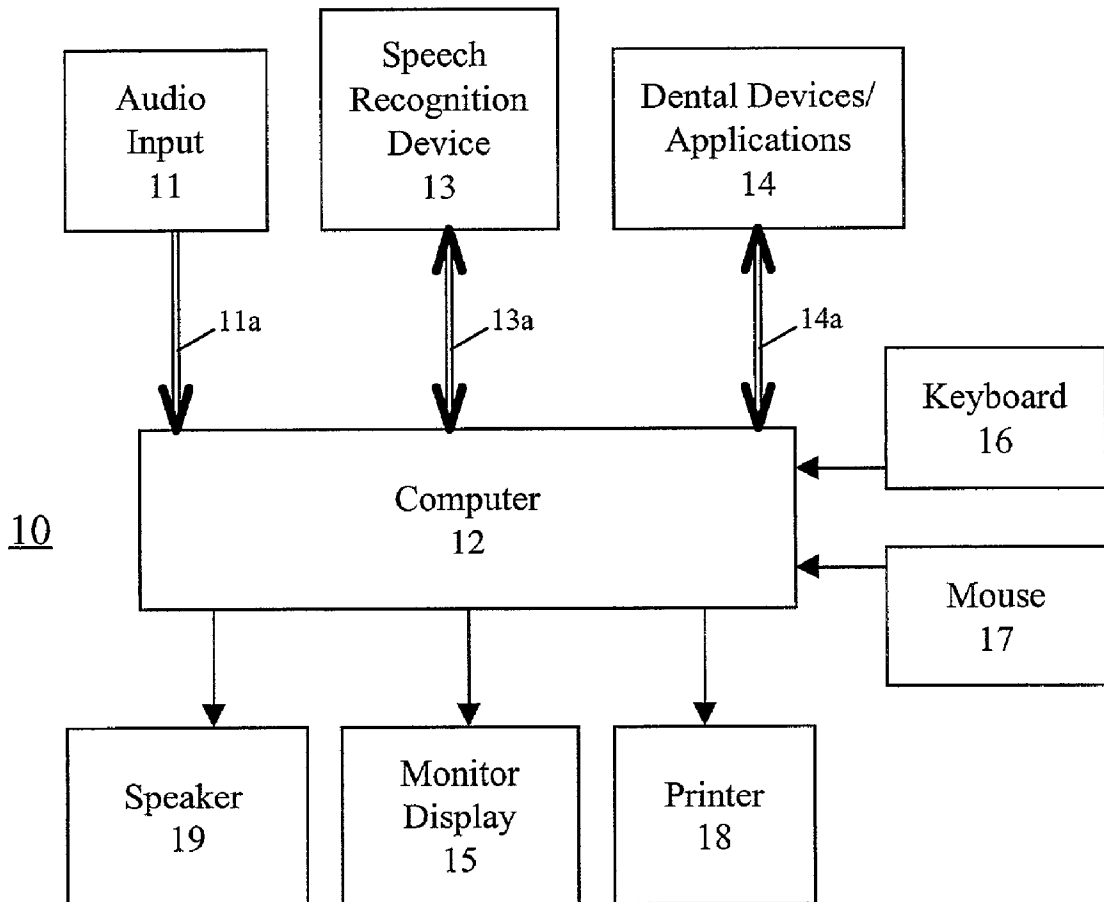 Audio
Input
11
Speech
Recognition
Device
13
Dental Devices/
Applications
14
11a
13a
14a
Keyboard
16
Computer
12
10
Mouse
17
Speaker
19
Monitor
Display
15
Printer
18